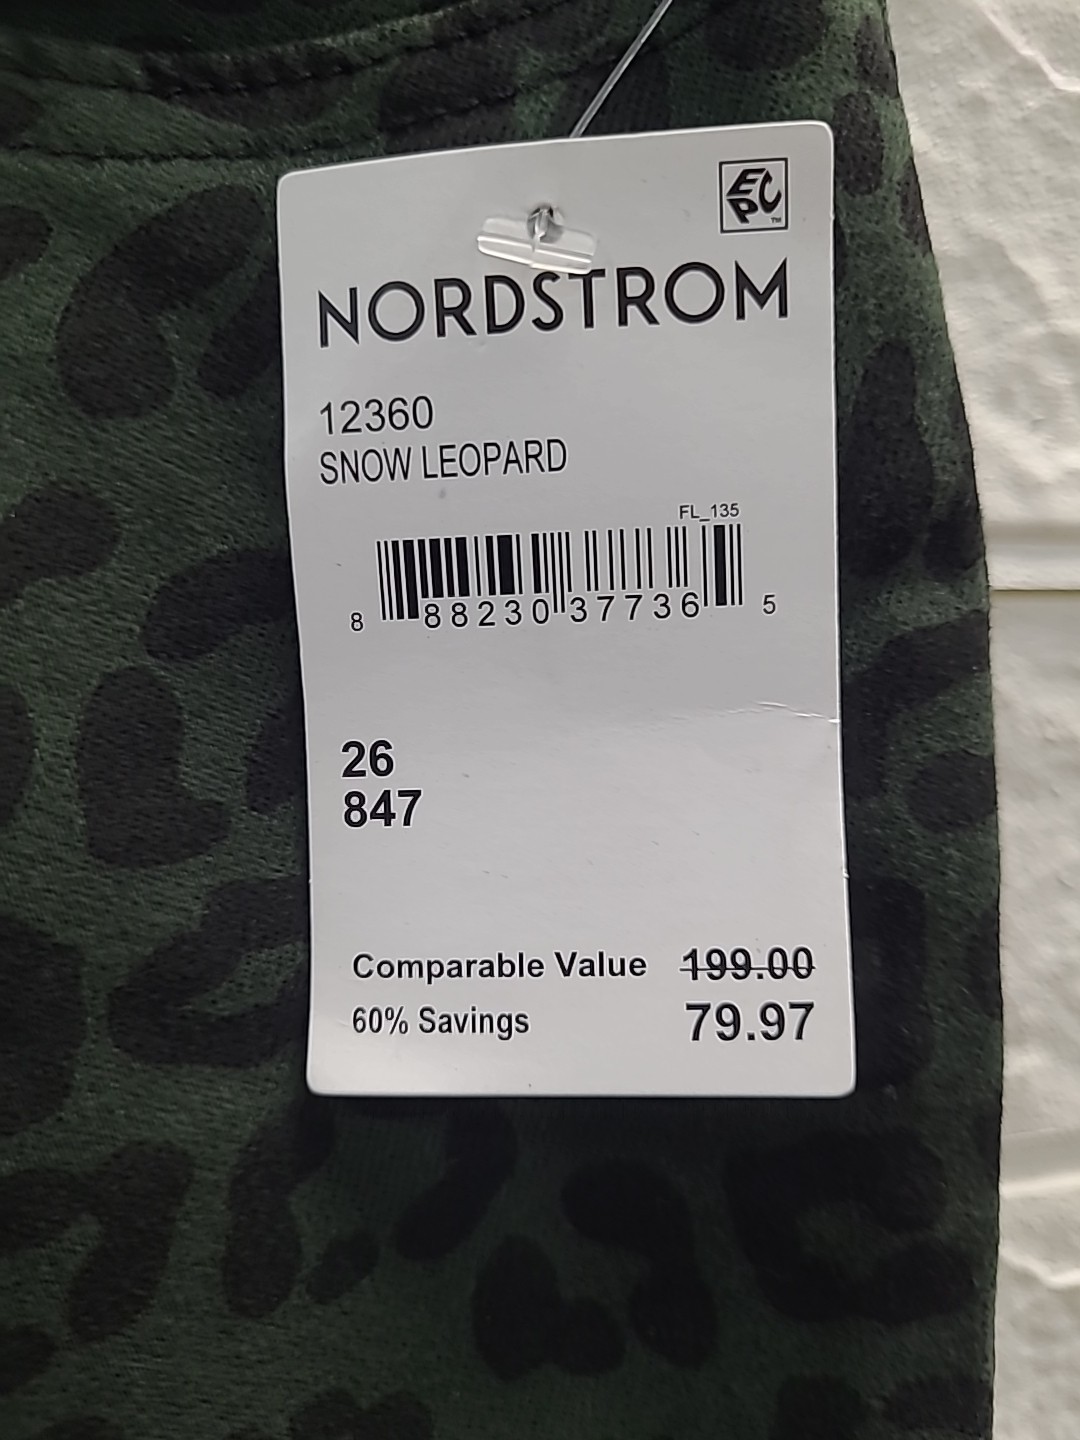 EPC™
NORDSTROM
12360
SNOW LEOPARD
FL_135
8 88230 37736 5
26
847
Comparable Value 199.00
60% Savings 79.97